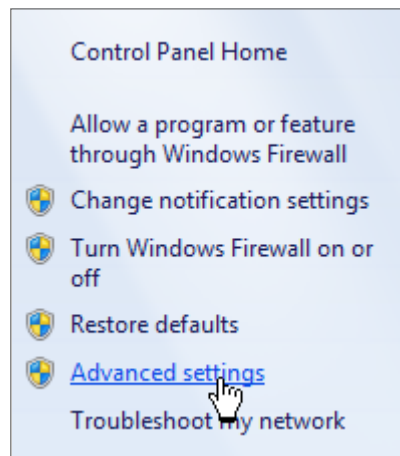 Control Panel Home
Allow a program or feature
through Windows Firewall
Change notification settings
Turn Windows Firewall on or
off
Restore defaults
Advanced settings
Troubleshoot my network